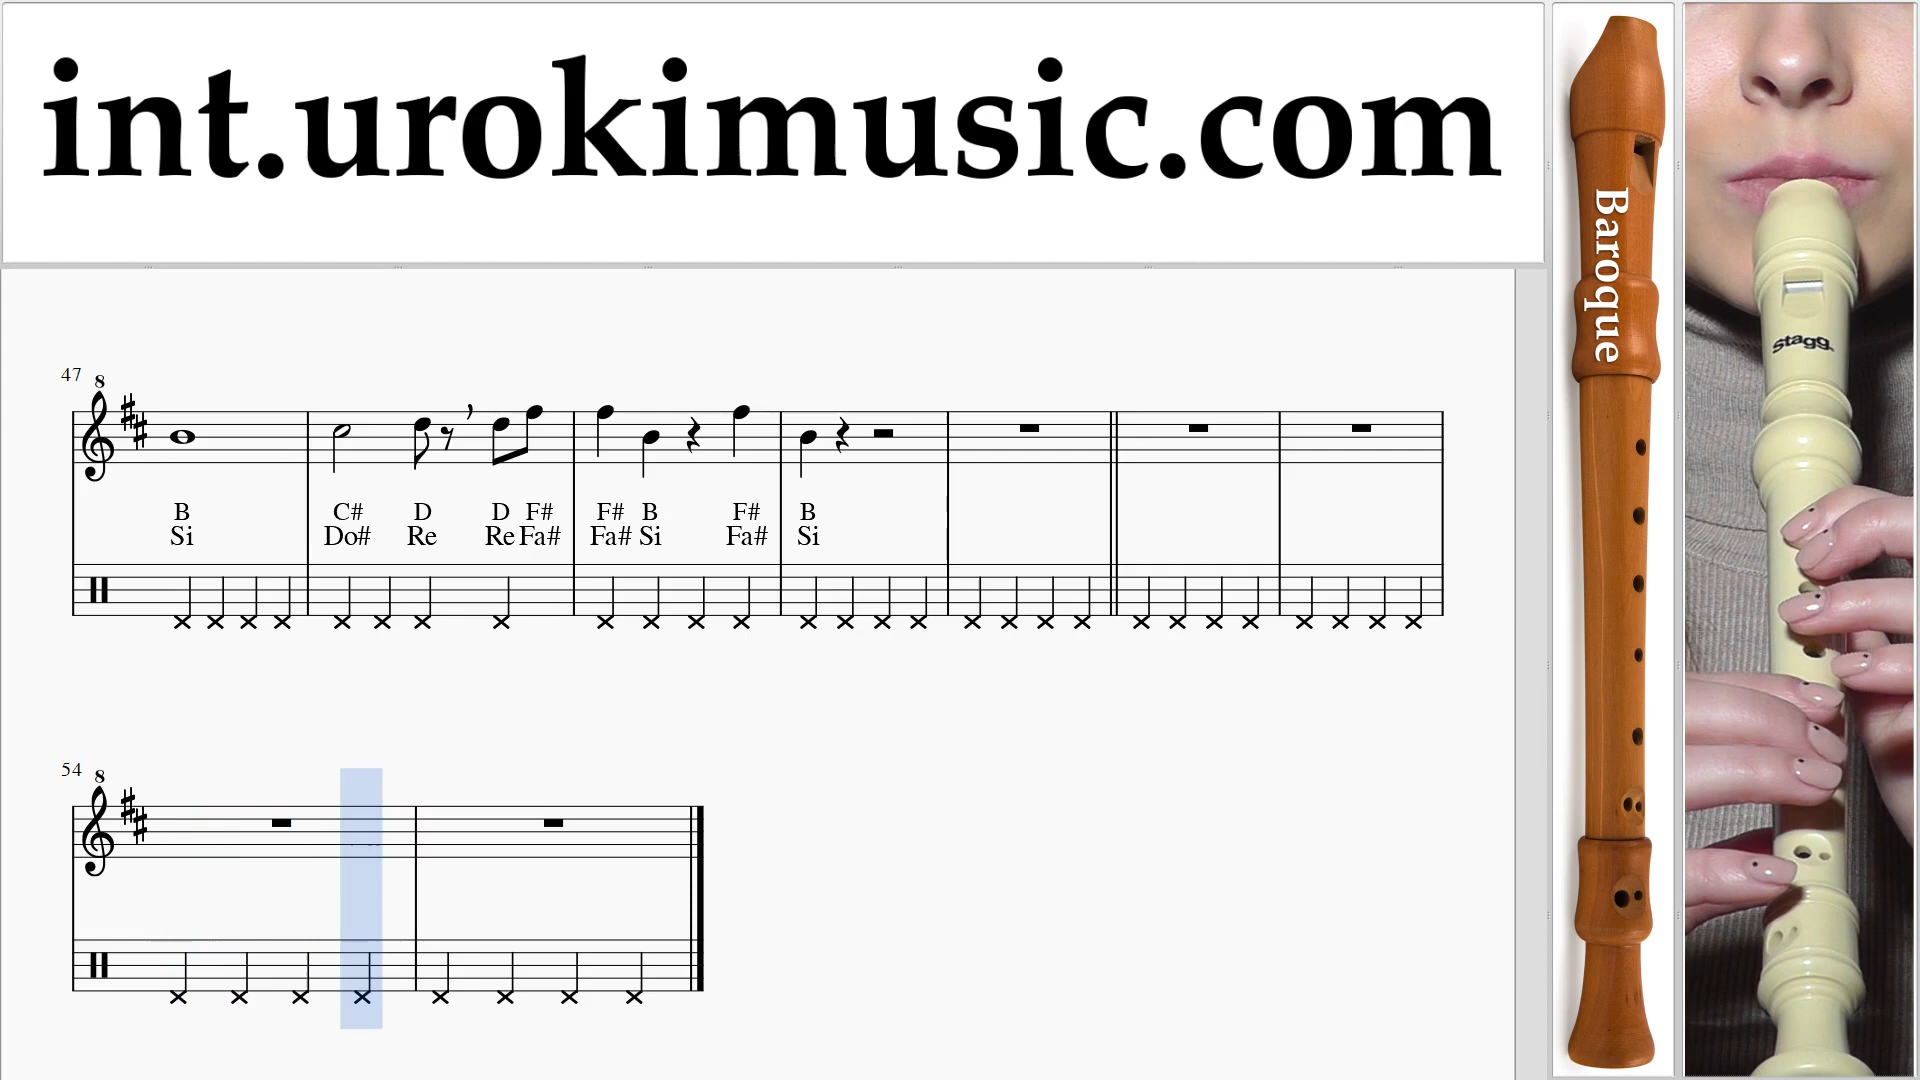 int.urokimusic.com
Baroque
Stagg
47
8
B C# D D F# F# B F# B
Si Do# Re Re Fa# Fa# Si Fa# Si
54
8